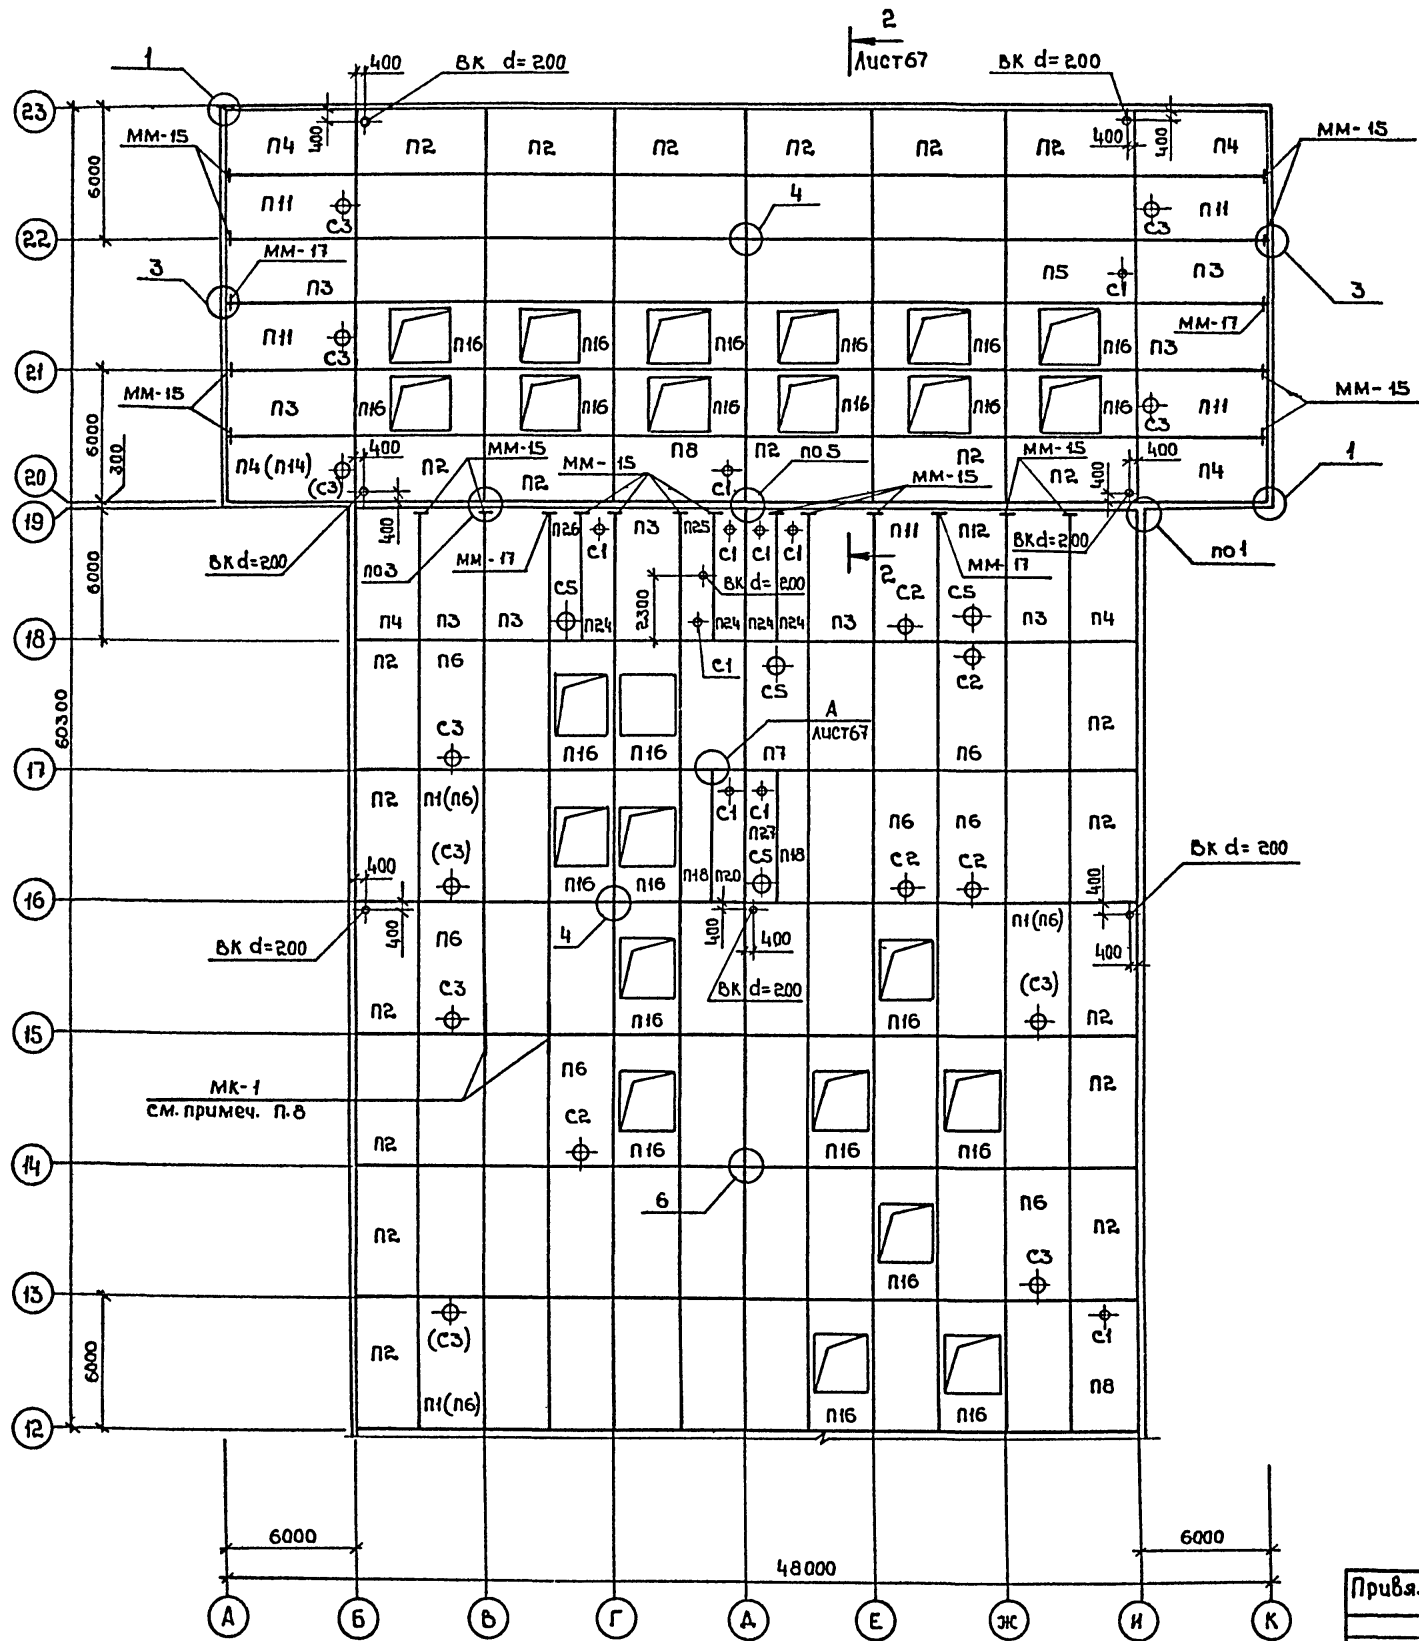 2
Лист 67
1
400
ВК d=200
ВК d=200
23
400
400
400
ММ-15
ММ-15
П4 П2 П2 П2 П2 П2 П2 П4
6000
П11 С3
4
С3 П11
22
ММ-17
3
П3
П5 С1 П3
3
ММ-17
П11 С3 П16 П16 П16 П16 П16 П16 П3
21
ММ-15
ММ-15
П3 П16 П16 П16 П16 П16 П16 С3 П11
6000
300
400
П4(П14) (С3) П2 ММ-15 П2 ММ-15 П8 С1 П2 по5 П2 ММ-15 ММ-15 П2 400 400 П4
1
20
19
400
ВК d=200
по3
ММ-17
П26 С1 П3 П25 С1 С1 С1
2
П11 П12
ВК d=200
ММ-17
по1
6000
С5
2300
ВК d=200
С2 С5
П4 П3 П3 П24 С1 П24 П24 П24 П3 П3 П4
18
П2 П6 С5 С2
60300
А
Лист 67
С3 П16 П16 П7 П6 П2
17
П2 П1(П6) С1 С1 П27 П6 П6 П2
(С3) С5 С2 С2
400
П16 П16 П18 П20 П18
ВК d=200
400
16
400
ВК d=200
П6
4
400
400
ВК d=200
П1(П6)
400
С3 (С3)
П2 П16 П16 П2
15
МК-1
см. примеч. п.8
П6 П2
С2
П2 П16 П16 П16
14
6
П6
П2 П2
С3
П16
13
(С3) С1
П2
6000
П1(П6) П16 П16 П8
12
6000
6000
48000
А Б В Г Д Е Ж И К
Привя